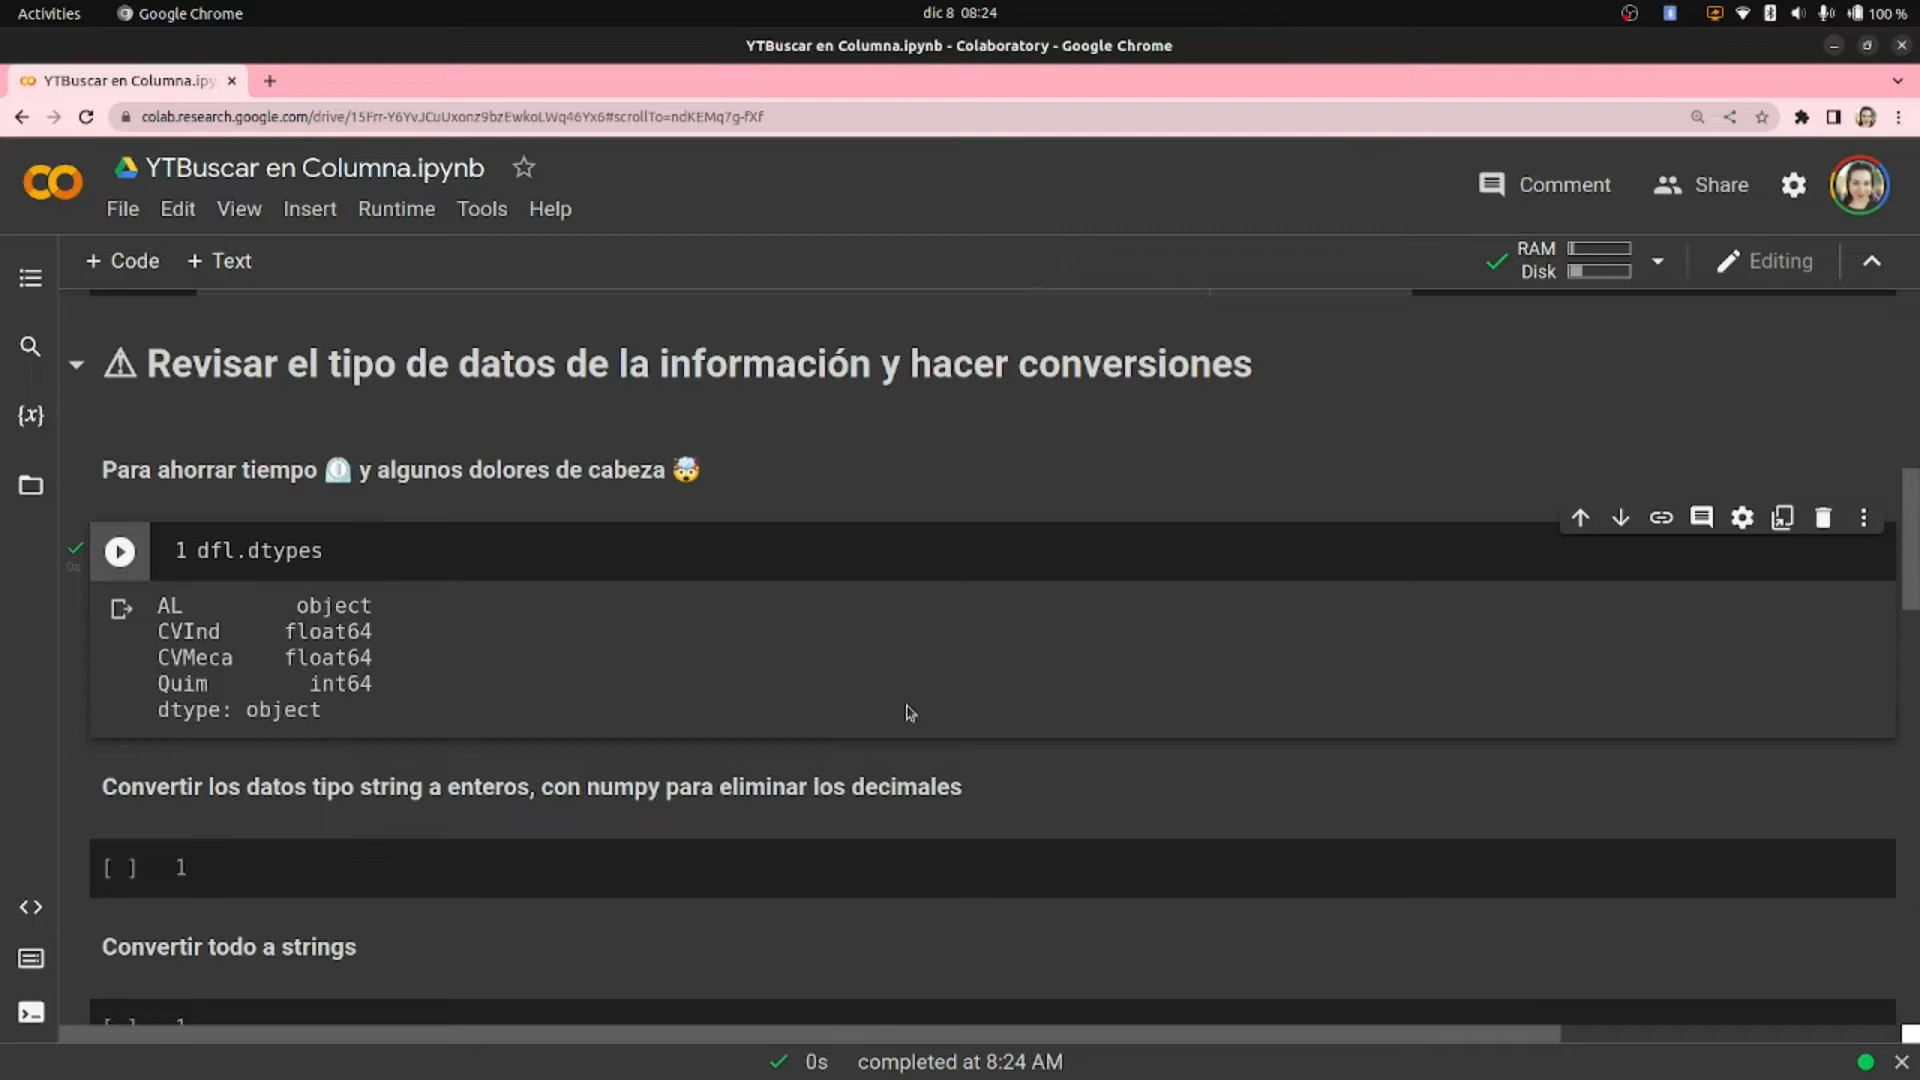 Activities
Google Chrome
dic 8 08:24
100 %
YTBuscar en Columna.ipynb - Colaboratory - Google Chrome
YTBuscar en Columna.ipy
colab.research.google.com/drive/15Frr-Y6YvJCuUxonz9bzEwkoLWq46Yx6#scrollTo=ndKEMq7g-fXf
YTBuscar en Columna.ipynb
Comment
Share
File Edit View Insert Runtime Tools Help
+ Code + Text
RAM
Disk
Editing
⚠ Revisar el tipo de datos de la información y hacer conversiones
{x}
Para ahorrar tiempo ⏲ y algunos dolores de cabeza 🤯
0s
1 dfl.dtypes
AL object
CVInd float64
CVMeca float64
Quim int64
dtype: object
Convertir los datos tipo string a enteros, con numpy para eliminar los decimales
[ ] 1
Convertir todo a strings
[ ] 1
0s completed at 8:24 AM